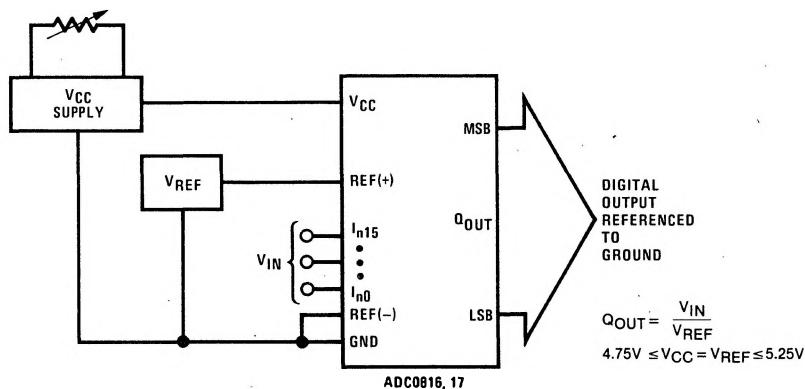 VCC
SUPPLY
VREF
VIN
VCC
REF(+)
In15
In0
REF(−)
GND
MSB
QOUT
LSB
ADC0816, 17
DIGITAL
OUTPUT
REFERENCED
TO
GROUND
QOUT = VIN
VREF
4.75V ≤ VCC = VREF ≤ 5.25V